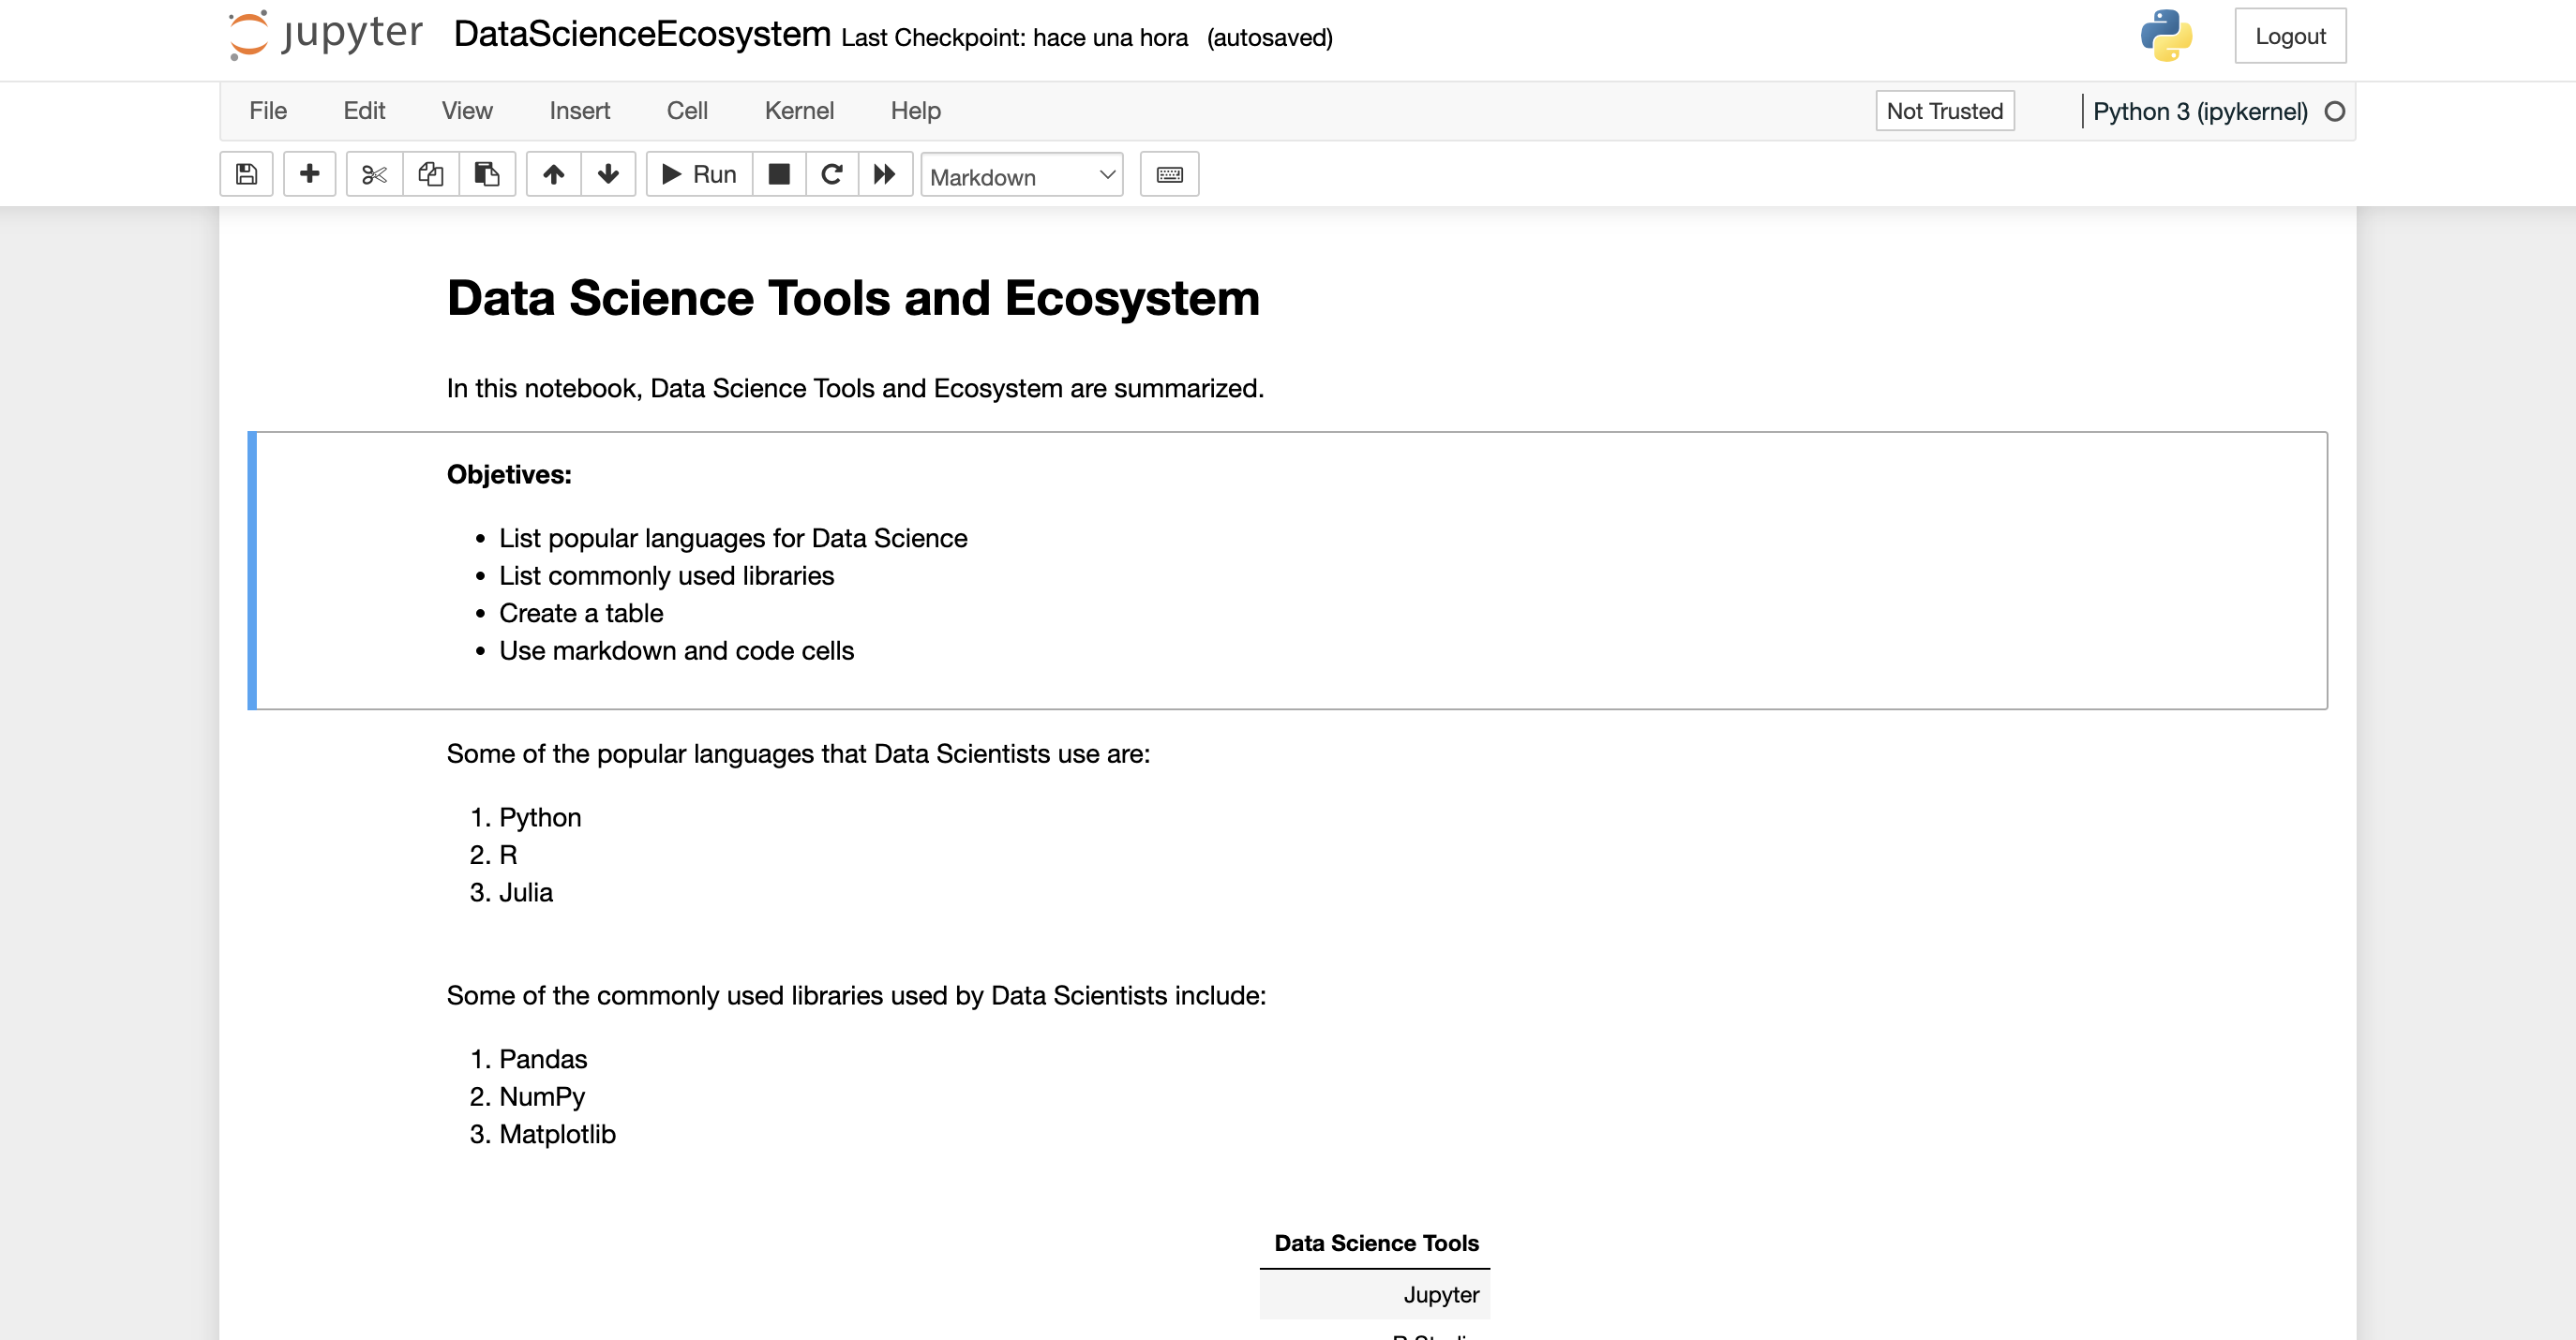 jupyter DataScienceEcosystem Last Checkpoint: hace una hora (autosaved) Logout
File Edit View Insert Cell Kernel Help Not Trusted Python 3 (ipykernel)
Run Markdown
Data Science Tools and Ecosystem
In this notebook, Data Science Tools and Ecosystem are summarized.
Objetives:
• List popular languages for Data Science
• List commonly used libraries
• Create a table
• Use markdown and code cells
Some of the popular languages that Data Scientists use are:
1. Python
2. R
3. Julia
Some of the commonly used libraries used by Data Scientists include:
1. Pandas
2. NumPy
3. Matplotlib
Data Science Tools
Jupyter